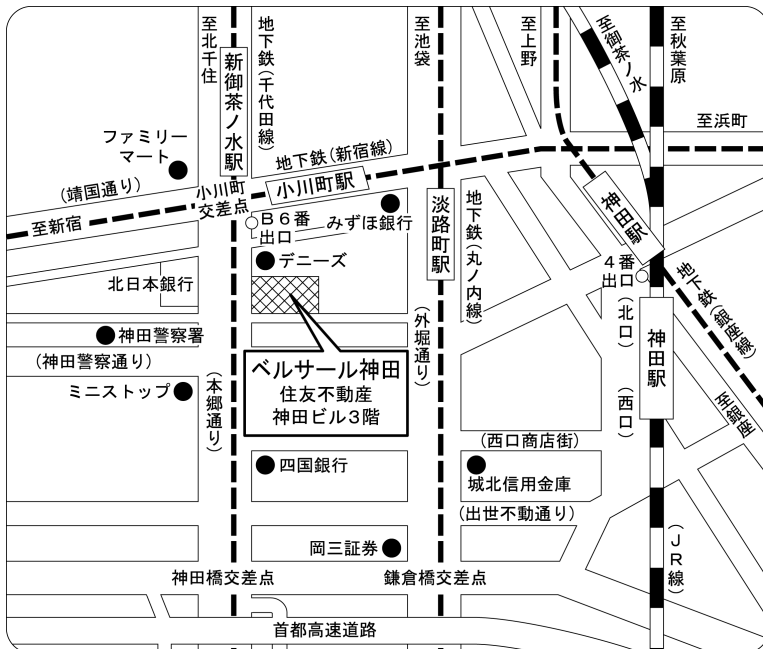 至北千住
地下鉄(千代田線)
至池袋
至上野
至御茶ノ水
至秋葉原
新御茶ノ水駅
至浜町
ファミリー
マート
地下鉄(新宿線)
(靖国通り)
小川町
交差点
小川町駅
至新宿
B6番
出口
みずほ銀行
淡路町駅
地下鉄(丸ノ内線)
神田駅
デニーズ
4番
出口
北日本銀行
地下鉄(銀座線)
(北口)
神田駅
(外堀通り)
神田警察署
(神田警察通り)
ベルサール神田
住友不動産
神田ビル3階
ミニストップ
(本郷通り)
(西口)
至銀座
(西口商店街)
四国銀行
城北信用金庫
(出世不動通り)
岡三証券
(JR線)
神田橋交差点
鎌倉橋交差点
首都高速道路